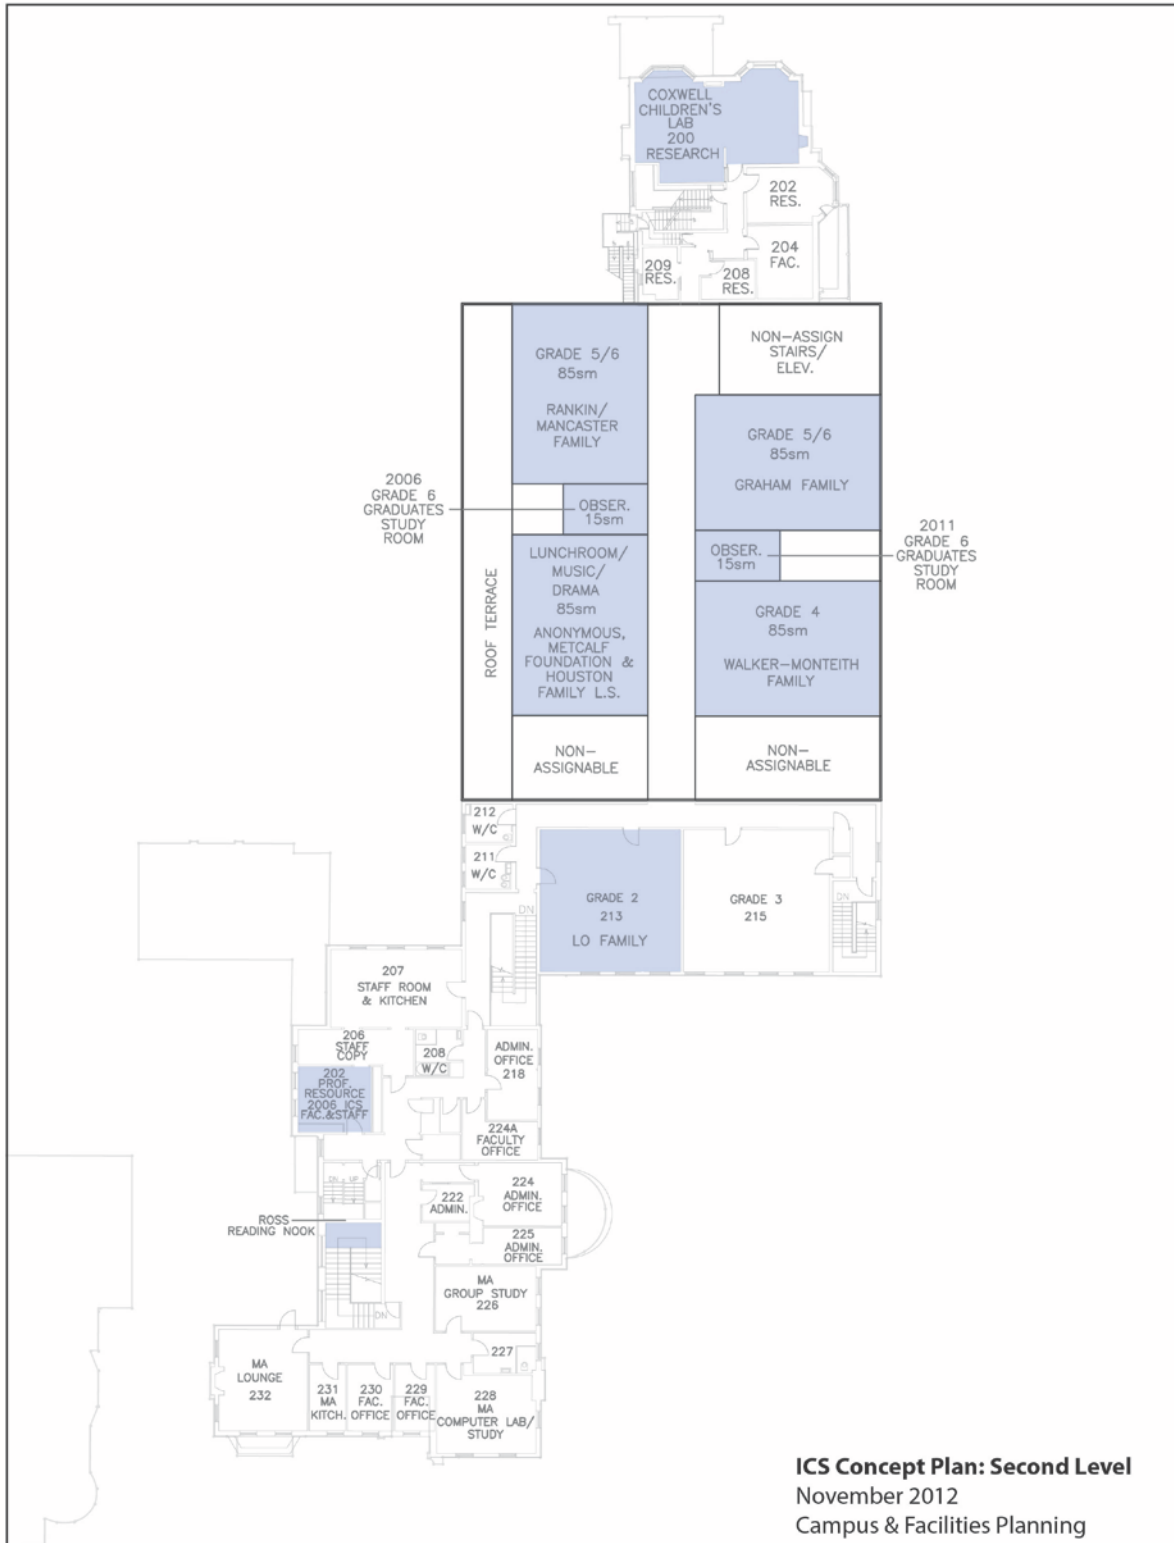 COXWELL
CHILDREN'S
LAB
200
RESEARCH
202
RES.
204
FAC.
209
RES.
208
RES.
GRADE 5/6
85sm
RANKIN/
MANCASTER
FAMILY
NON-ASSIGN
STAIRS/
ELEV.
GRADE 5/6
85sm
GRAHAM FAMILY
2006
GRADE 6
GRADUATES
STUDY
ROOM
OBSER.
15sm
OBSER.
15sm
2011
GRADE 6
GRADUATES
STUDY
ROOM
ROOF TERRACE
LUNCHROOM/
MUSIC/
DRAMA
85sm
ANONYMOUS,
METCALF
FOUNDATION &
HOUSTON
FAMILY L.S.
GRADE 4
85sm
WALKER-MONTEITH
FAMILY
NON-
ASSIGNABLE
NON-
ASSIGNABLE
212
W/C
211
W/C
DN
GRADE 2
213
LO FAMILY
GRADE 3
215
DN
207
STAFF ROOM
& KITCHEN
206
STAFF
COPY
208
W/C
ADMIN.
OFFICE
218
202
PROF.
RESOURCE
2006 ICS
FAC.&STAFF
224A
FACULTY
OFFICE
DN
UP
222
ADMIN.
224
ADMIN.
OFFICE
ROSS
READING NOOK
225
ADMIN.
OFFICE
MA
GROUP STUDY
226
DN
227
MA
LOUNGE
232
231
MA
KITCH.
230
FAC.
OFFICE
229
FAC.
OFFICE
228
MA
COMPUTER LAB/
STUDY
ICS Concept Plan: Second Level
November 2012
Campus & Facilities Planning